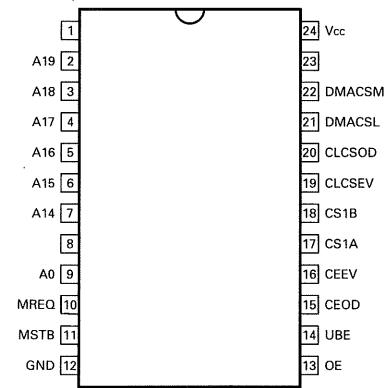 1 24 Vcc
A19 2 23
A18 3 22 DMACSM
A17 4 21 DMACSL
A16 5 20 CLCSOD
A15 6 19 CLCSEV
A14 7 18 CS1B
8 17 CS1A
A0 9 16 CEEV
MREQ 10 15 CEOD
MSTB 11 14 UBE
GND 12 13 OE